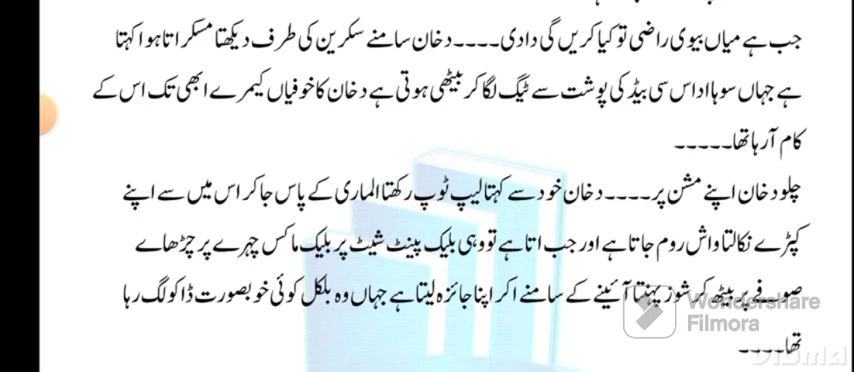 جب ہے میاں بیوی راضی تو کیا کریں گی دادی۔۔۔۔ دخان سامنے سکرین کی طرف دیکھتا مسکراتا ہوا کہتا
ہے جہاں سوہا اداس سی بیڈ کی پوشت سے ٹیگ لگا کر بیٹھی ہوتی ہے دخان کا خوفیاں کیمرے ابھی تک اس کے
کام آرہا تھا۔۔۔۔۔
چلو دخان اپنے مشن پر۔۔۔۔ دخان خود سے کہتا لیپ ٹوپ رکھتا الماری کے پاس جا کر اس میں سے اپنے
کپڑے نکالتا واش روم جاتا ہے اور جب اتا ہے تو وہی بلیک پینٹ شیٹ پر بلیک ماکس چہرے پر چڑھاے
صوفے پر بیٹھ کر شوز پہنتا آئینے کے سامنے اکر اپنا جائزہ لیتا ہے جہاں وہ بلکل کوئی خوبصورت ڈاکو لگ رہا
تھا۔۔۔۔
Wondershare
Filmora